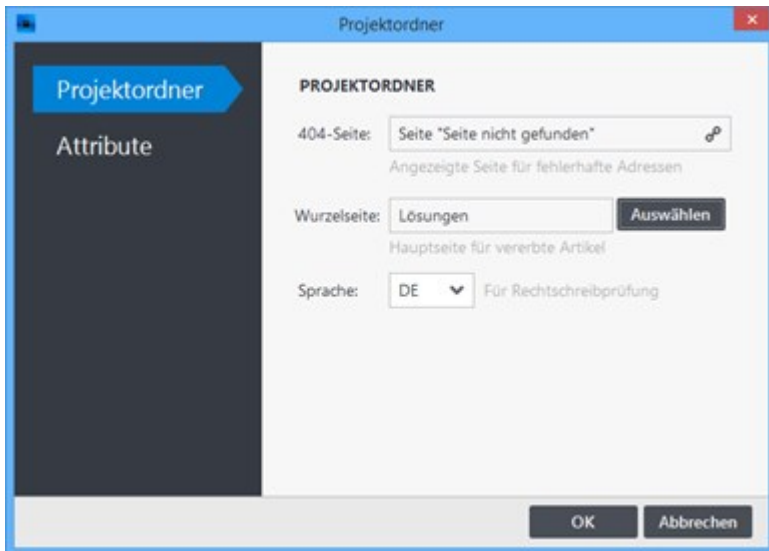 Projektordner
Projektordner
Attribute
PROJEKTORDNER
404-Seite: Seite "Seite nicht gefunden"
Angezeigte Seite für fehlerhafte Adressen
Wurzelseite: Lösungen Auswählen
Hauptseite für vererbte Artikel
Sprache: DE Für Rechtschreibprüfung
OK Abbrechen